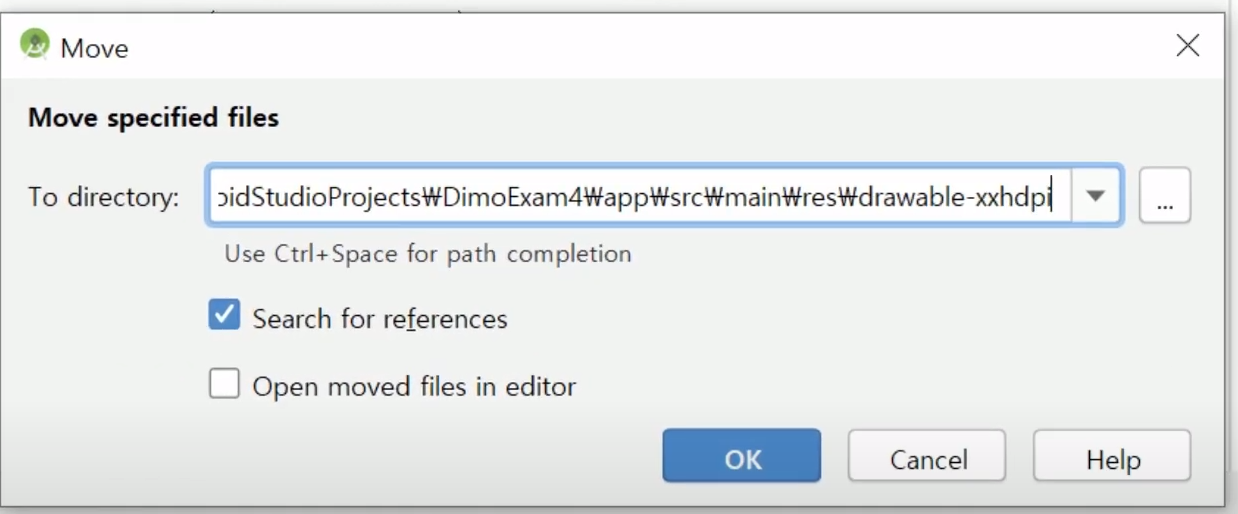 Move
Move specified files
To directory: oidStudioProjects₩DimoExam4₩app₩src₩main₩res₩drawable-xxhdpi ...
Use Ctrl+Space for path completion
Search for references
Open moved files in editor
OK Cancel Help